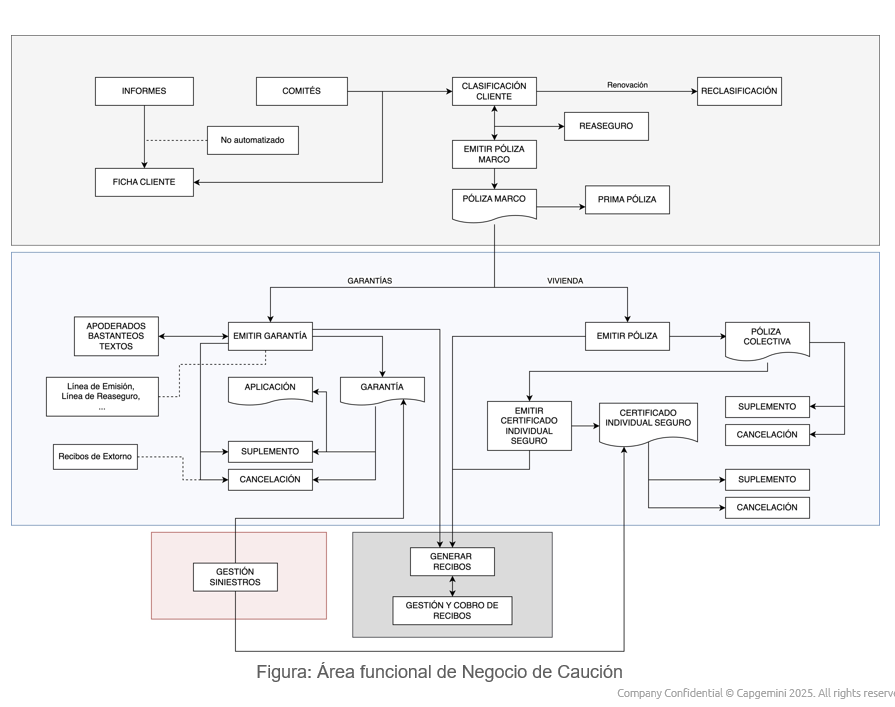 INFORMES
COMITÉS
CLASIFICACIÓN
CLIENTE
Renovación
RECLASIFICACIÓN
No automatizado
REASEGURO
EMITIR PÓLIZA
MARCO
FICHA CLIENTE
PÓLIZA MARCO
PRIMA PÓLIZA
GARANTÍAS
VIVIENDA
APODERADOS
BASTANTEOS
TEXTOS
EMITIR GARANTÍA
EMITIR PÓLIZA
PÓLIZA
COLECTIVA
Línea de Emisión,
Línea de Reaseguro,
...
APLICACIÓN
GARANTÍA
EMITIR
CERTIFICADO
INDIVIDUAL
SEGURO
CERTIFICADO
INDIVIDUAL SEGURO
SUPLEMENTO
CANCELACIÓN
Recibos de Extorno
SUPLEMENTO
CANCELACIÓN
SUPLEMENTO
CANCELACIÓN
GESTIÓN
SINIESTROS
GENERAR
RECIBOS
GESTIÓN Y COBRO DE
RECIBOS
Figura: Área funcional de Negocio de Caución
Company Confidential © Capgemini 2025. All rights reserve